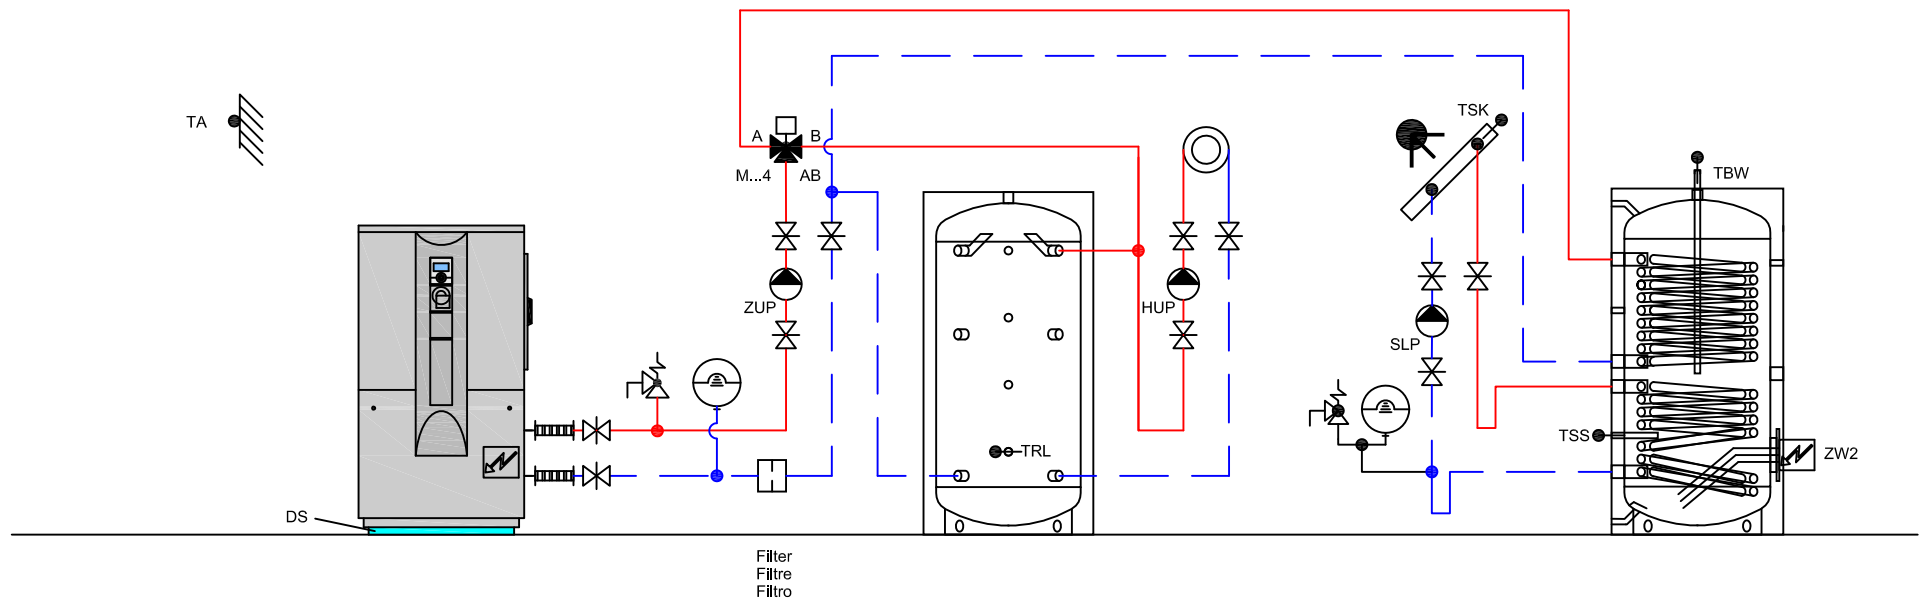 TSK
TA
A
B
M...4
AB
TBW
ZUP
HUP
SLP
TSS
TRL
ZW2
DS
Filter
Filtre
Filtro